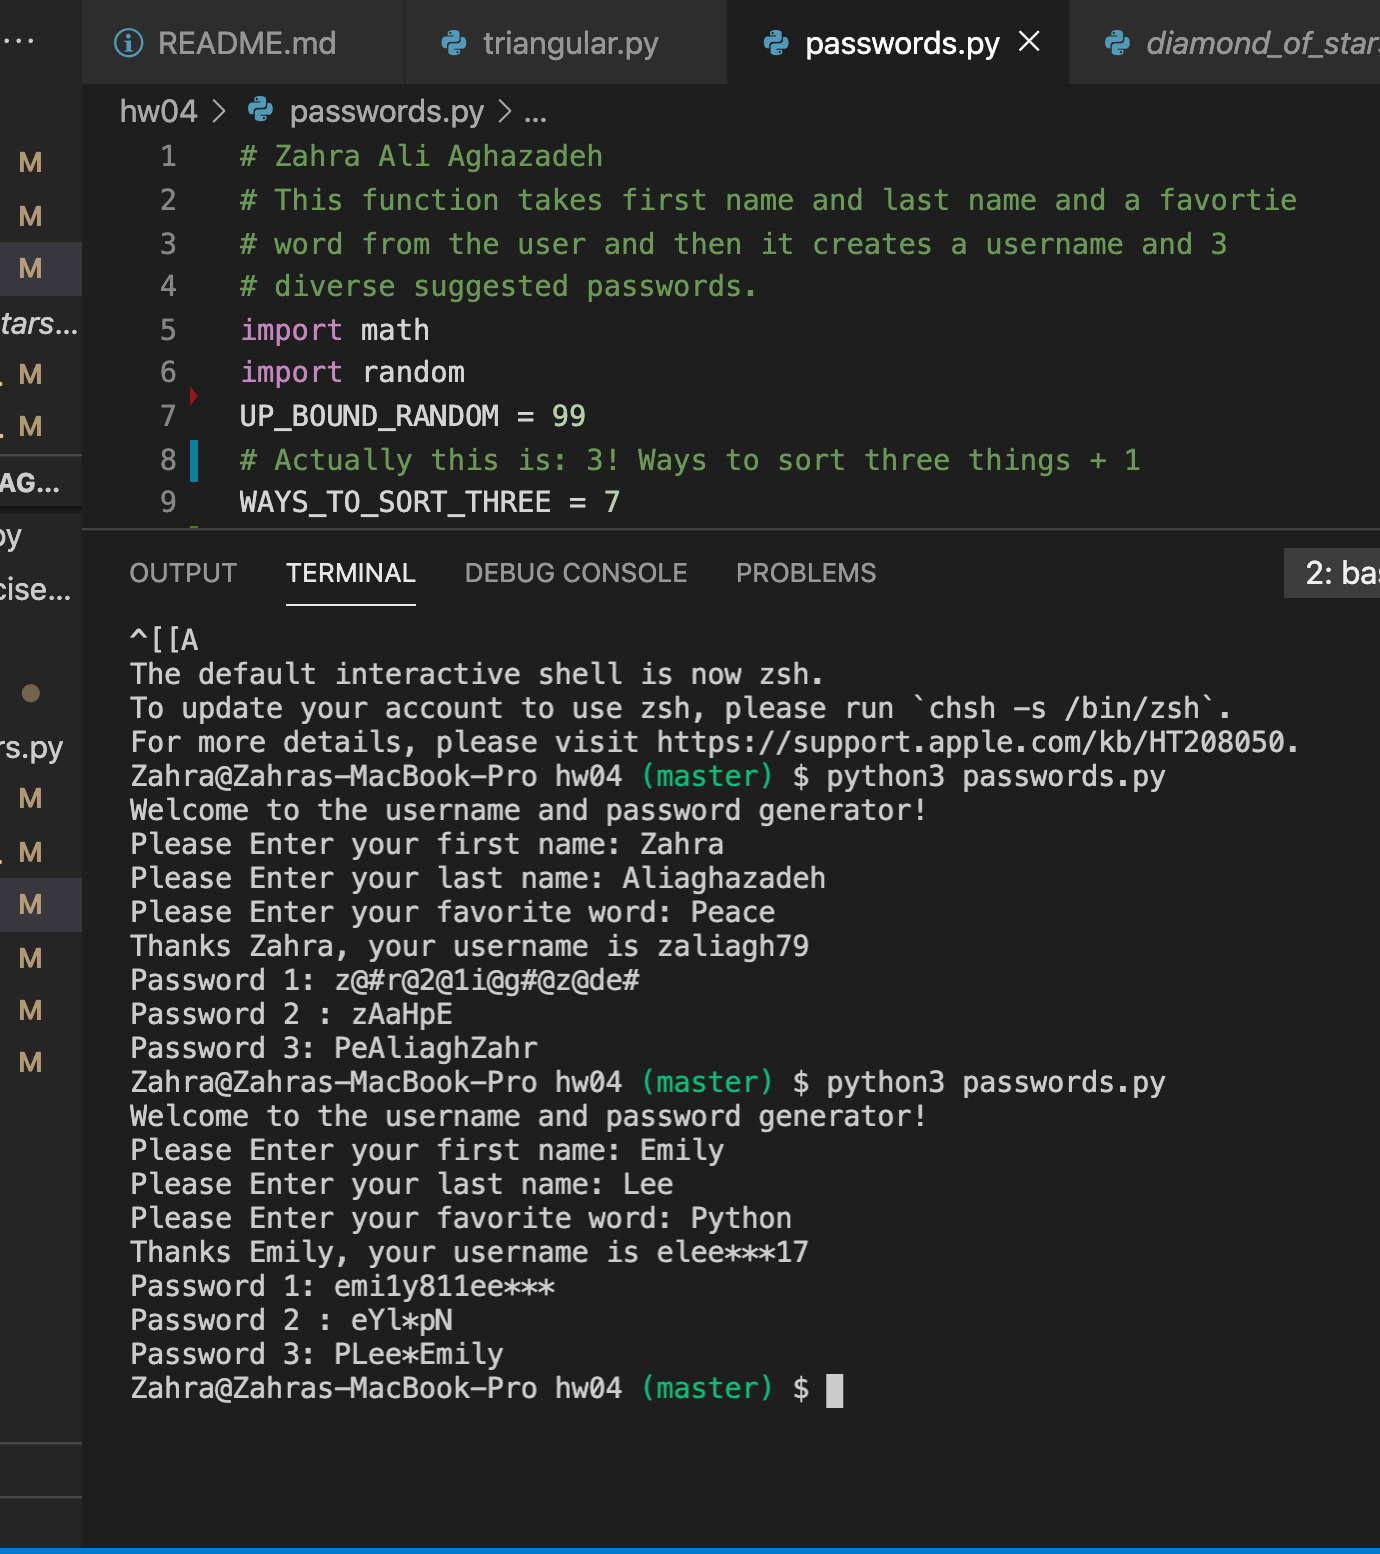 ...
README.md
triangular.py
passwords.py
diamond_of_star
hw04 > passwords.py > ...
M
M
M
tars...
M
M
AG...
py
cise...
rs.py
M
M
M
M
M
M
1 # Zahra Ali Aghazadeh
2 # This function takes first name and last name and a favortie
3 # word from the user and then it creates a username and 3
4 # diverse suggested passwords.
5 import math
6 import random
7 UP_BOUND_RANDOM = 99
8 # Actually this is: 3! Ways to sort three things + 1
9 WAYS_TO_SORT_THREE = 7
OUTPUT TERMINAL DEBUG CONSOLE PROBLEMS 2: bas
^[[A
The default interactive shell is now zsh.
To update your account to use zsh, please run `chsh -s /bin/zsh`.
For more details, please visit https://support.apple.com/kb/HT208050.
Zahra@Zahras-MacBook-Pro hw04 (master) $ python3 passwords.py
Welcome to the username and password generator!
Please Enter your first name: Zahra
Please Enter your last name: Aliaghazadeh
Please Enter your favorite word: Peace
Thanks Zahra, your username is zaliagh79
Password 1: z@#r@2@1i@g#@z@de#
Password 2 : zAaHpE
Password 3: PeAliaghZahr
Zahra@Zahras-MacBook-Pro hw04 (master) $ python3 passwords.py
Welcome to the username and password generator!
Please Enter your first name: Emily
Please Enter your last name: Lee
Please Enter your favorite word: Python
Thanks Emily, your username is elee***17
Password 1: emi1y811ee***
Password 2 : eYl*pN
Password 3: PLee*Emily
Zahra@Zahras-MacBook-Pro hw04 (master) $